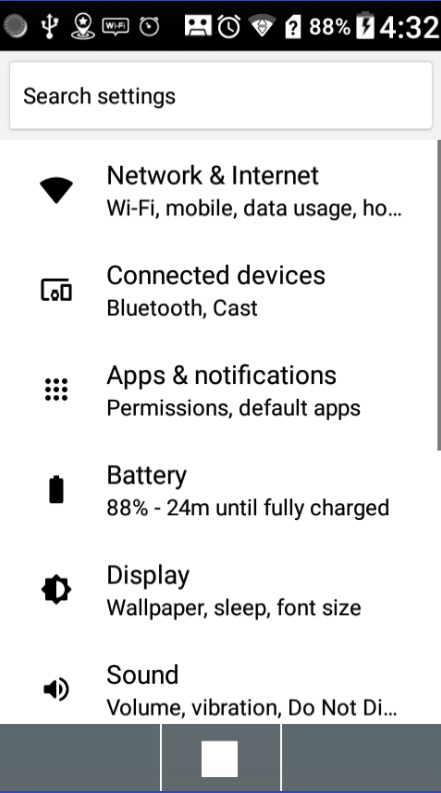 Wi-Fi 88% 4:32
Search settings
Network & Internet
Wi-Fi, mobile, data usage, ho...
Connected devices
Bluetooth, Cast
Apps & notifications
Permissions, default apps
Battery
88% - 24m until fully charged
Display
Wallpaper, sleep, font size
Sound
Volume, vibration, Do Not Di...